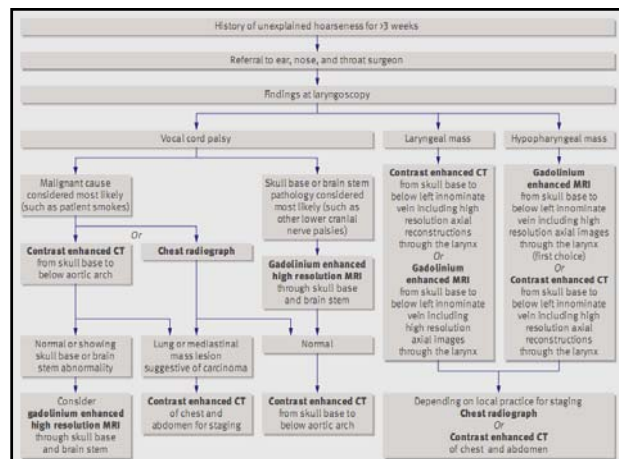 History of unexplained hoarseness for >3 weeks
Referral to ear, nose, and throat surgeon
Findings at laryngoscopy
Vocal cord palsy
Laryngeal mass
Hypopharyngeal mass
Malignant cause
considered most likely
(such as patient smokes)
Skull base or brain stem
pathology considered
most likely (such as
other lower cranial
nerve palsies)
Contrast enhanced CT
from skull base to
below left innominate
vein including high
resolution axial
reconstructions
through the larynx
Or
Gadolinium
enhanced MRI
from skull base to
below left innominate
vein including
high resolution
axial images
through the larynx
Gadolinium
enhanced MRI
from skull base to
below left innominate
vein including high
resolution axial images
through the larynx
(first choice)
Or
Contrast enhanced CT
from skull base to
below left innominate
vein including high
resolution axial
reconstructions
through the larynx
Or
Contrast enhanced CT
from skull base to
below aortic arch
Chest radiograph
Gadolinium enhanced
high resolution MRI
through skull base
and brain stem
Normal or showing
skull base or brain
stem abnormality
Lung or mediastinal
mass lesion
suggestive of carcinoma
Normal
Consider
gadolinium enhanced
high resolution MRI
through skull base
and brain stem
Contrast enhanced CT
of chest and
abdomen for staging
Contrast enhanced CT
from skull base to
below aortic arch
Depending on local practice for staging
Chest radiograph
Or
Contrast enhanced CT
of chest and abdomen